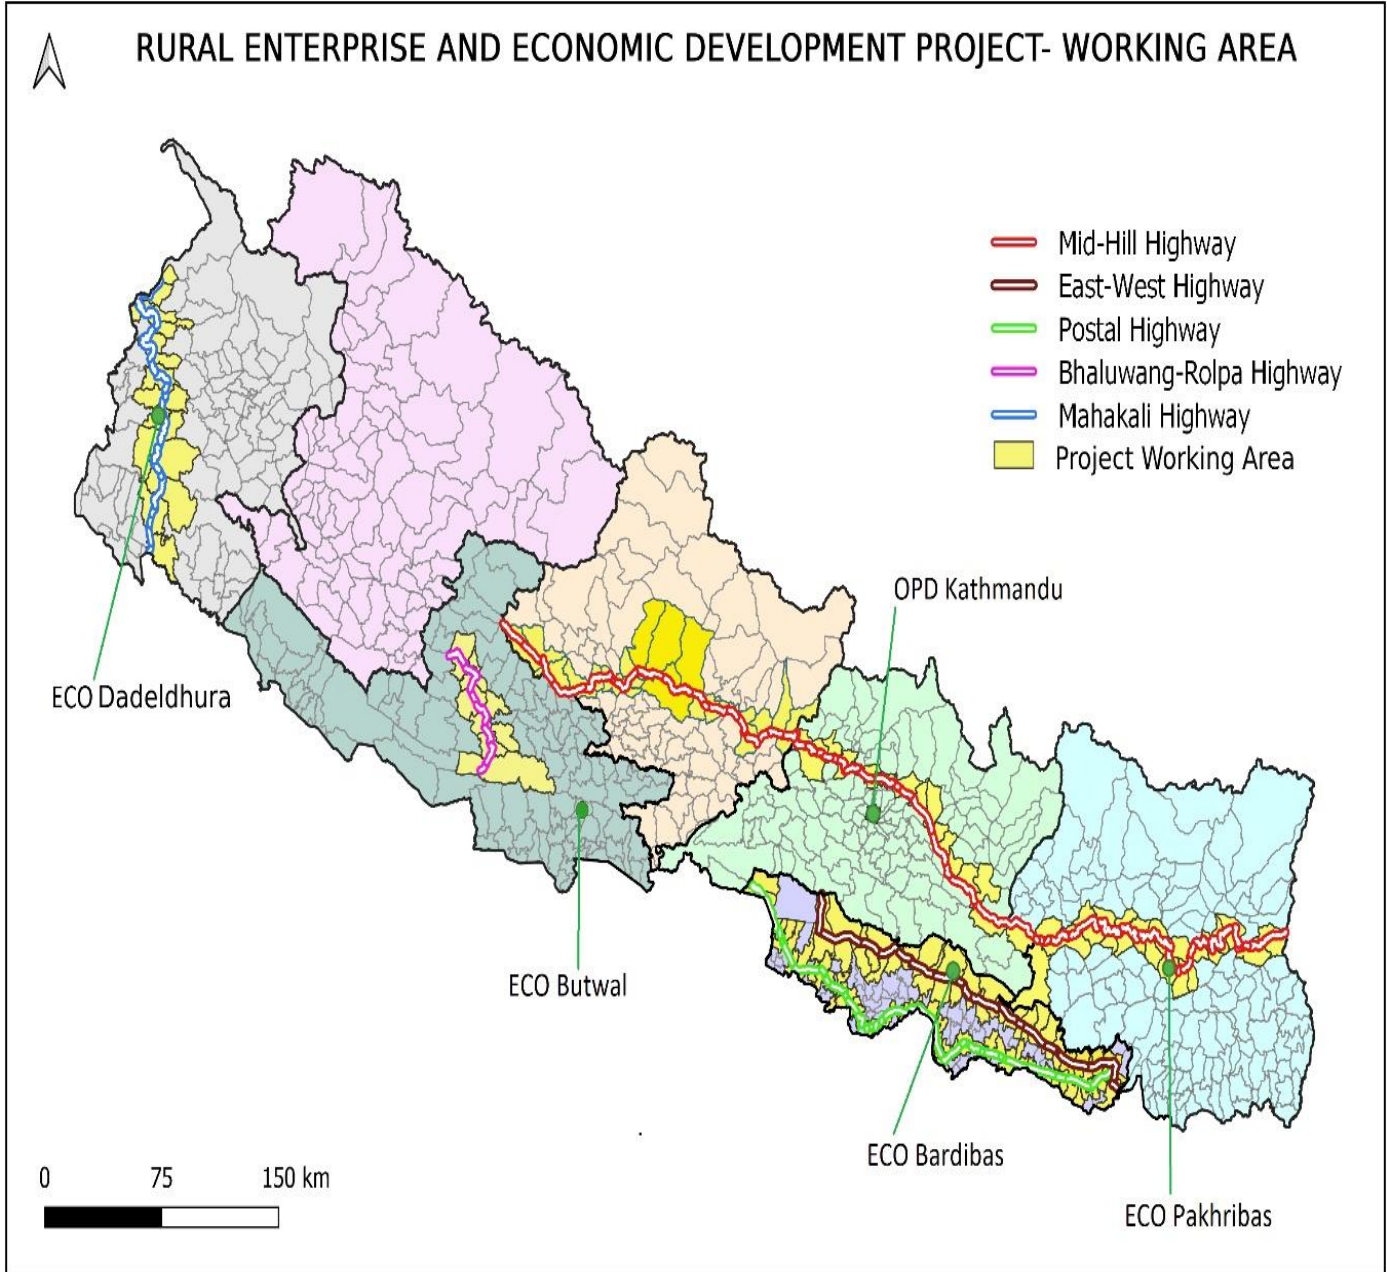 RURAL ENTERPRISE AND ECONOMIC DEVELOPMENT PROJECT- WORKING AREA
Mid-Hill Highway
East-West Highway
Postal Highway
Bhaluwang-Rolpa Highway
Mahakali Highway
Project Working Area
OPD Kathmandu
ECO Dadeldhura
ECO Butwal
ECO Bardibas
ECO Pakhribas
0 75 150 km